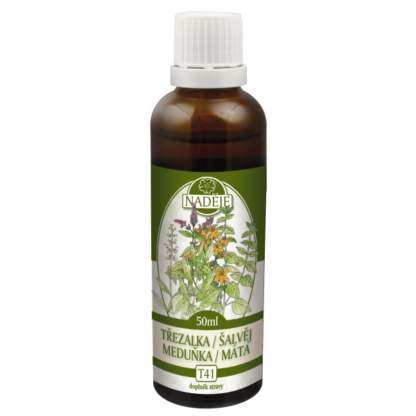 NADĚJE
50ml
TŘEZALKA / ŠALVĚJ
MEDUŇKA / MÁTA
T41
doplněk stravy